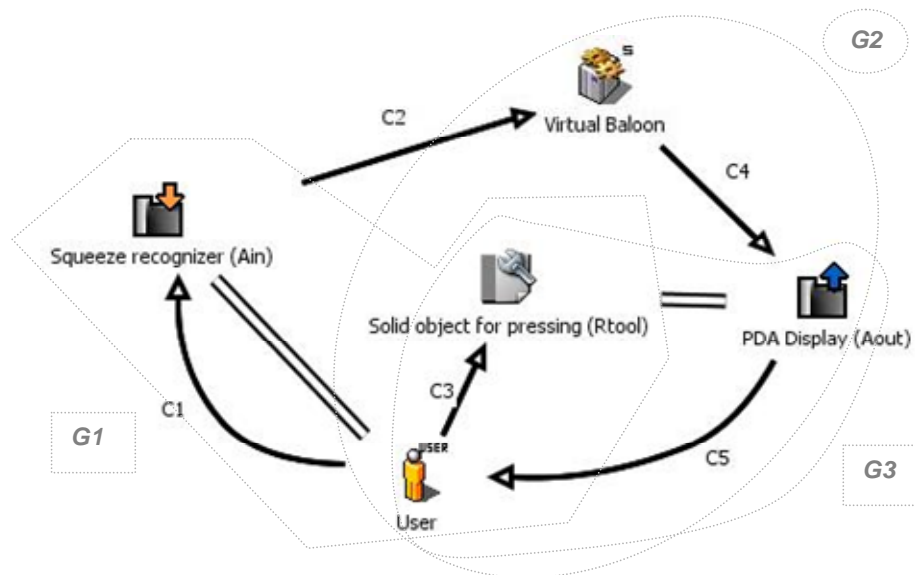 G2
S
Virtual Baloon
C2
C4
Squeeze recognizer (Ain)
Solid object for pressing (Rtool)
PDA Display (Aout)
C3
C1
G1
USER
C5
G3
User